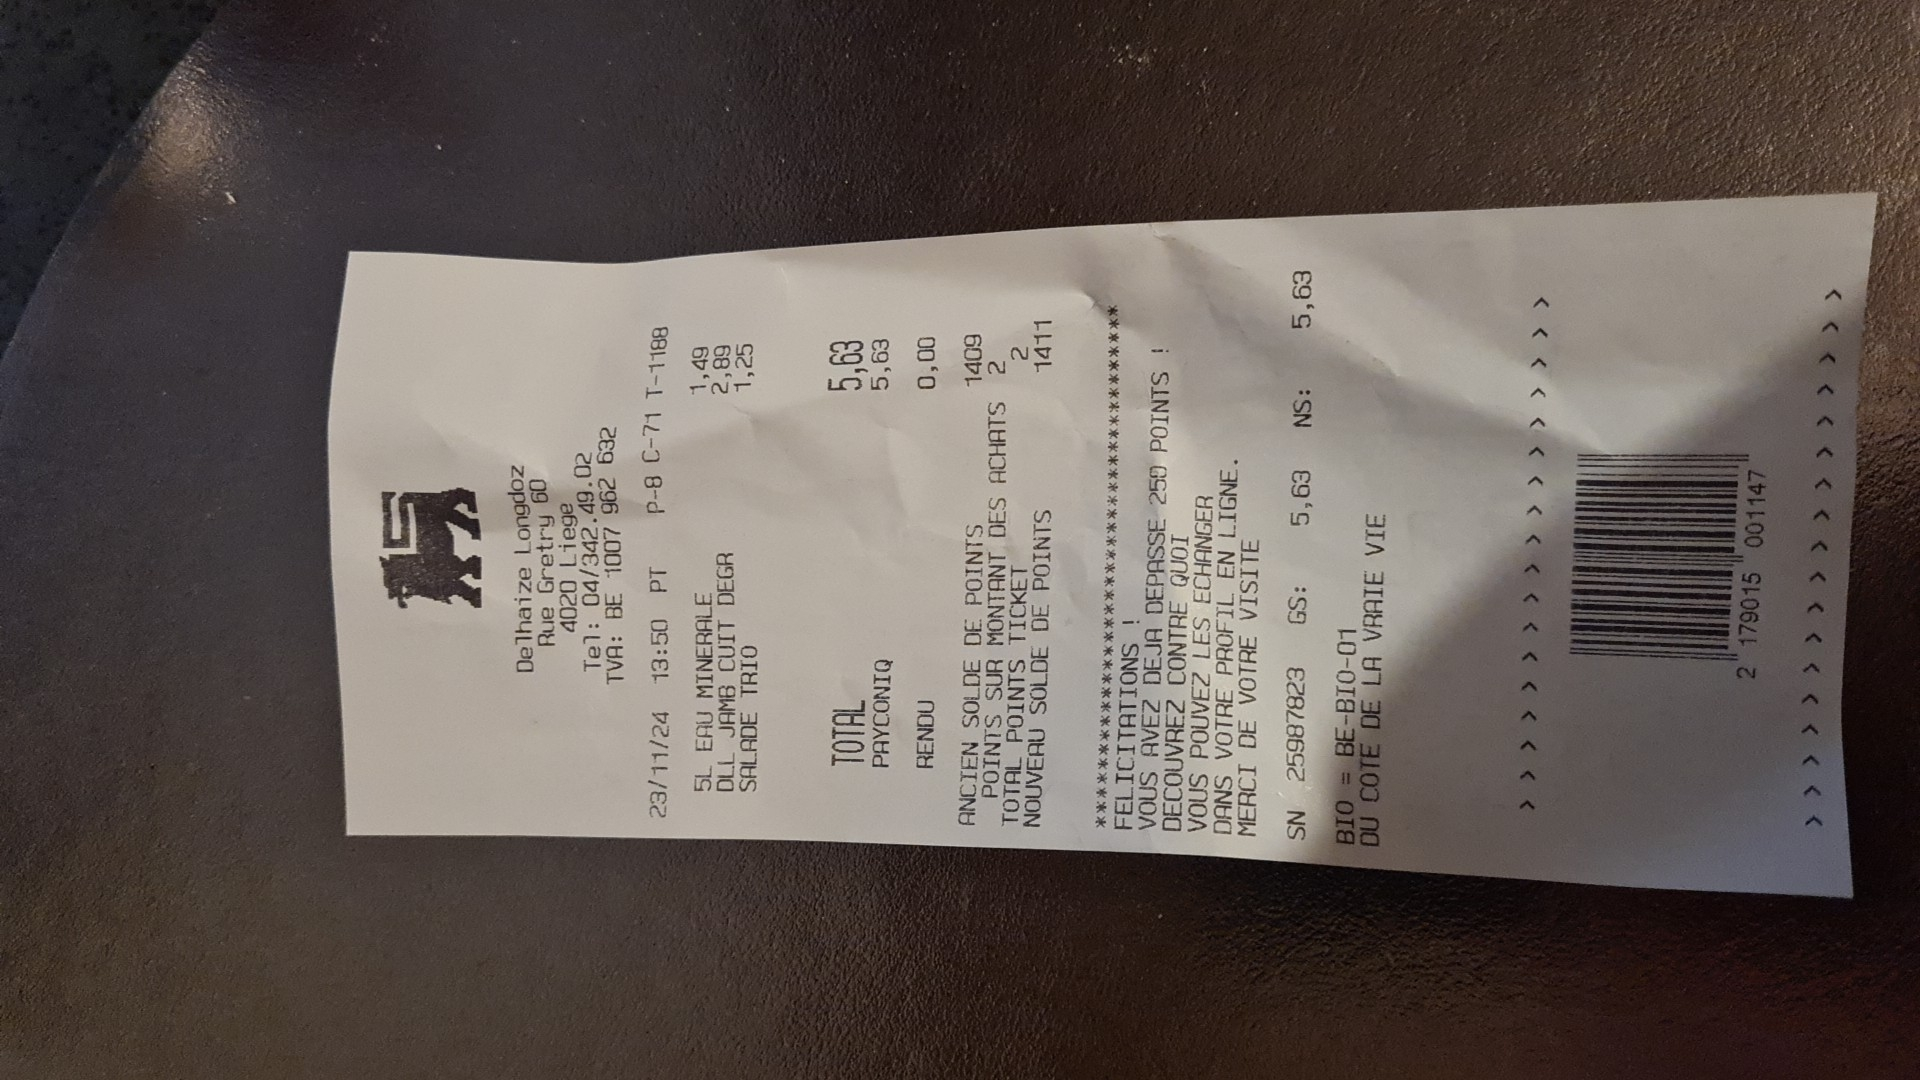 Delhaize Longdoz
Rue Gretry 60
4020 Liege
Tel: 04/342.49.02
TVA: BE 1007 962 632
23/11/24 13:50 PT P-8 C-71 T-1188
5L EAU MINERALE 1,49
DLL JAMB CUIT DEGR 2,89
SALADE TRIO 1,25
TOTAL 5,63
PAYCONIQ 5,63
RENDU 0,00
ANCIEN SOLDE DE POINTS 1409
POINTS SUR MONTANT DES ACHATS 2
TOTAL POINTS TICKET 2
NOUVEAU SOLDE DE POINTS 1411
******************************************
FELICITATIONS !
VOUS AVEZ DEJA DEPASSE 250 POINTS !
DECOUVREZ CONTRE QUOI
VOUS POUVEZ LES ECHANGER
DANS VOTRE PROFIL EN LIGNE.
MERCI DE VOTRE VISITE
SN 25987823 GS: 5,63 NS: 5,63
BIO = BE-BIO-01
DU COTE DE LA VRAIE VIE
> > > > > > > > > > > > > > > > > >
2 179015 001147
> > > > > > > > > > > > > > > > > >